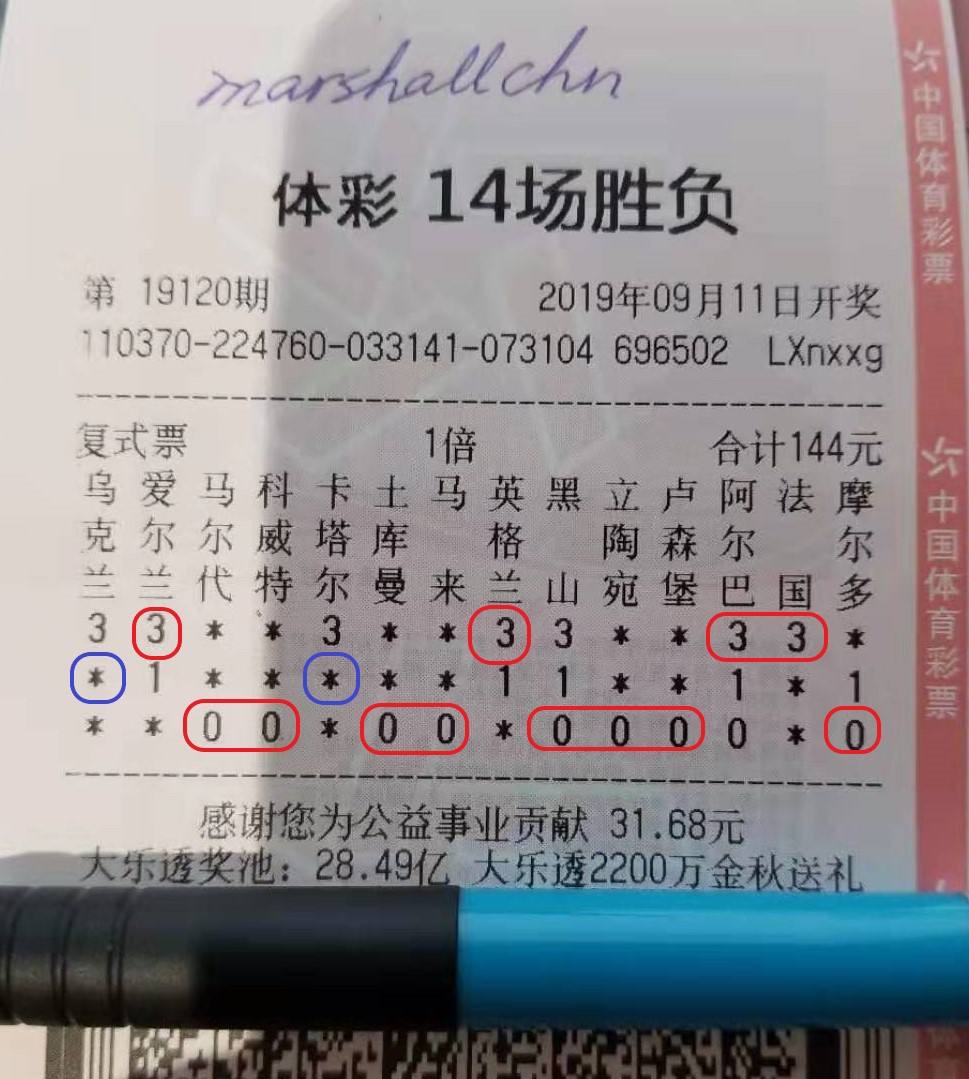 marshallchn
体彩 14场胜负
第 19120期 2019年09月11日开奖
110370-224760-033141-073104 696502 LXnxxg
复式票 1倍 合计144元
乌 爱 马 科 卡 土 马 英 黑 立 卢 阿 法 摩
克 尔 尔 威 塔 库 格 陶 森 尔 尔
兰 兰 代 特 尔 曼 来 兰 山 宛 堡 巴 国 多
3 3 * * 3 * * 3 3 * * 3 3 *
* 1 * * * * * 1 1 * * 1 * 1
* * 0 0 * 0 0 * 0 0 0 0 * 0
感谢您为公益事业贡献 31.68元
大乐透奖池：28.49亿 大乐透2200万金秋送礼
中国体育彩票
中国体育彩票